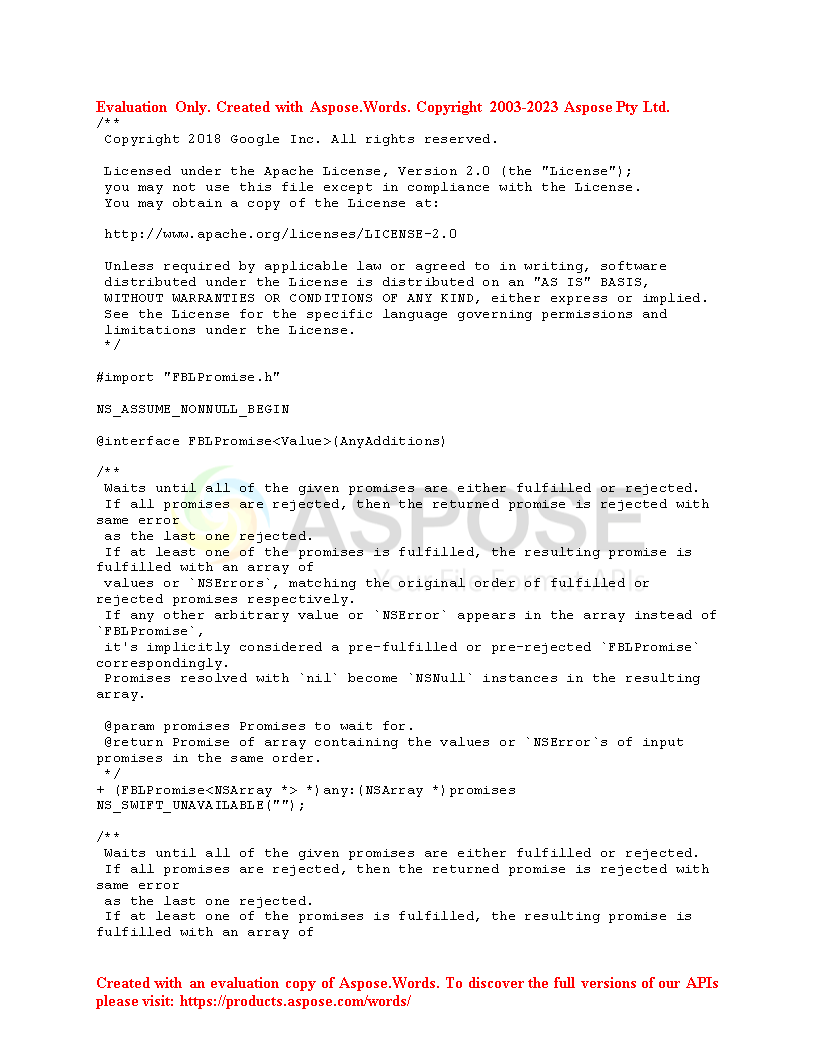 Evaluation Only. Created with Aspose.Words. Copyright 2003-2023 Aspose Pty Ltd.
/**
 Copyright 2018 Google Inc. All rights reserved.

 Licensed under the Apache License, Version 2.0 (the "License");
 you may not use this file except in compliance with the License.
 You may obtain a copy of the License at:

 http://www.apache.org/licenses/LICENSE-2.0

 Unless required by applicable law or agreed to in writing, software
 distributed under the License is distributed on an "AS IS" BASIS,
 WITHOUT WARRANTIES OR CONDITIONS OF ANY KIND, either express or implied.
 See the License for the specific language governing permissions and
 limitations under the License.
 */

#import "FBLPromise.h"

NS_ASSUME_NONNULL_BEGIN

@interface FBLPromise<Value>(AnyAdditions)

/**
 Waits until all of the given promises are either fulfilled or rejected.
 If all promises are rejected, then the returned promise is rejected with
same error
 as the last one rejected.
 If at least one of the promises is fulfilled, the resulting promise is
fulfilled with an array of
 values or `NSErrors`, matching the original order of fulfilled or
rejected promises respectively.
 If any other arbitrary value or `NSError` appears in the array instead of
`FBLPromise`,
 it's implicitly considered a pre-fulfilled or pre-rejected `FBLPromise`
correspondingly.
 Promises resolved with `nil` become `NSNull` instances in the resulting
array.

 @param promises Promises to wait for.
 @return Promise of array containing the values or `NSError`s of input
promises in the same order.
 */
+ (FBLPromise<NSArray *> *)any:(NSArray *)promises
NS_SWIFT_UNAVAILABLE("");

/**
 Waits until all of the given promises are either fulfilled or rejected.
 If all promises are rejected, then the returned promise is rejected with
same error
 as the last one rejected.
 If at least one of the promises is fulfilled, the resulting promise is
fulfilled with an array of
ASPOSE
Your File Format APIs
Created with an evaluation copy of Aspose.Words. To discover the full versions of our APIs
please visit: https://products.aspose.com/words/